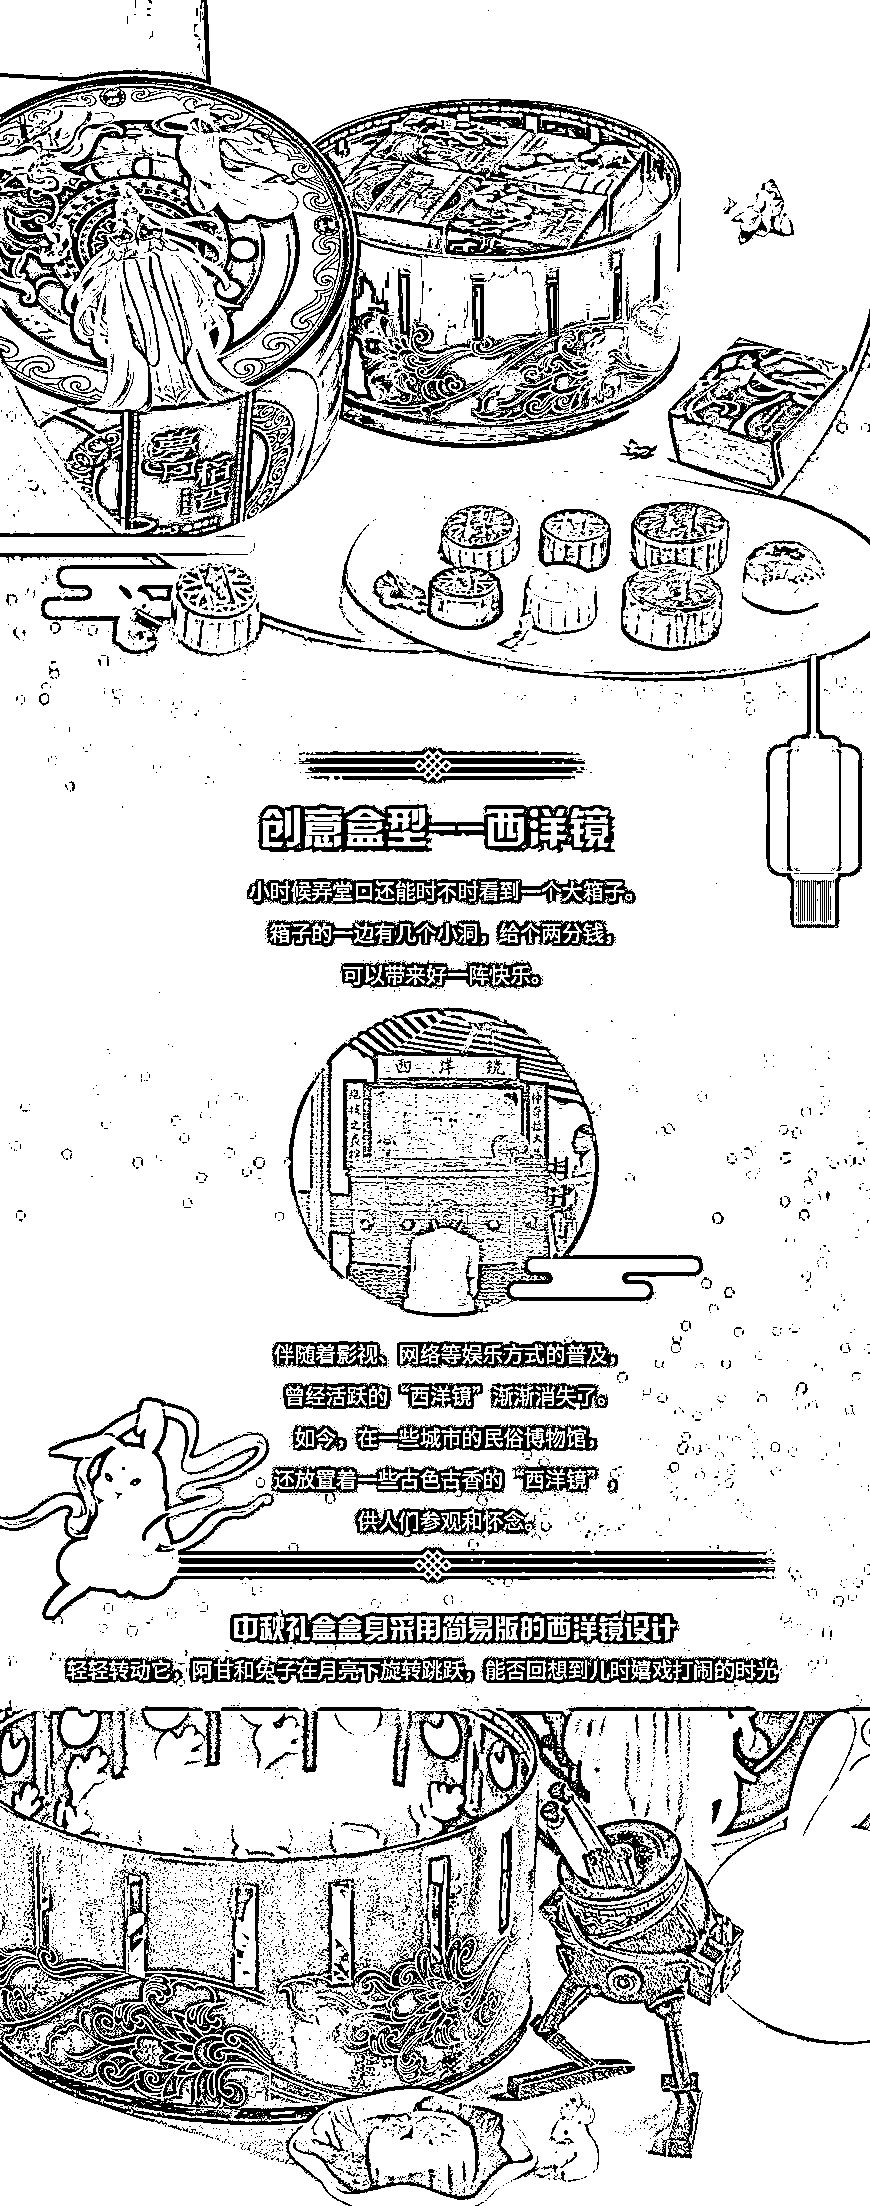 梦回稻香
创意盒型——西洋镜
小时候弄堂口还能时不时看到一个大箱子。
箱子的一边有几个小洞，给个两分钱，
可以带来好一阵快乐。
西洋镜
伴随着影视、网络等娱乐方式的普及，
曾经活跃的“西洋镜”渐渐消失了。
如今，在一些城市的民俗博物馆，
还放置着一些古色古香的“西洋镜”，
供人们参观和怀念。
中秋礼盒盒身采用简易版的西洋镜设计
轻轻转动它，阿甘和兔子在月亮下旋转跳跃，能否回想到儿时嬉戏打闹的时光